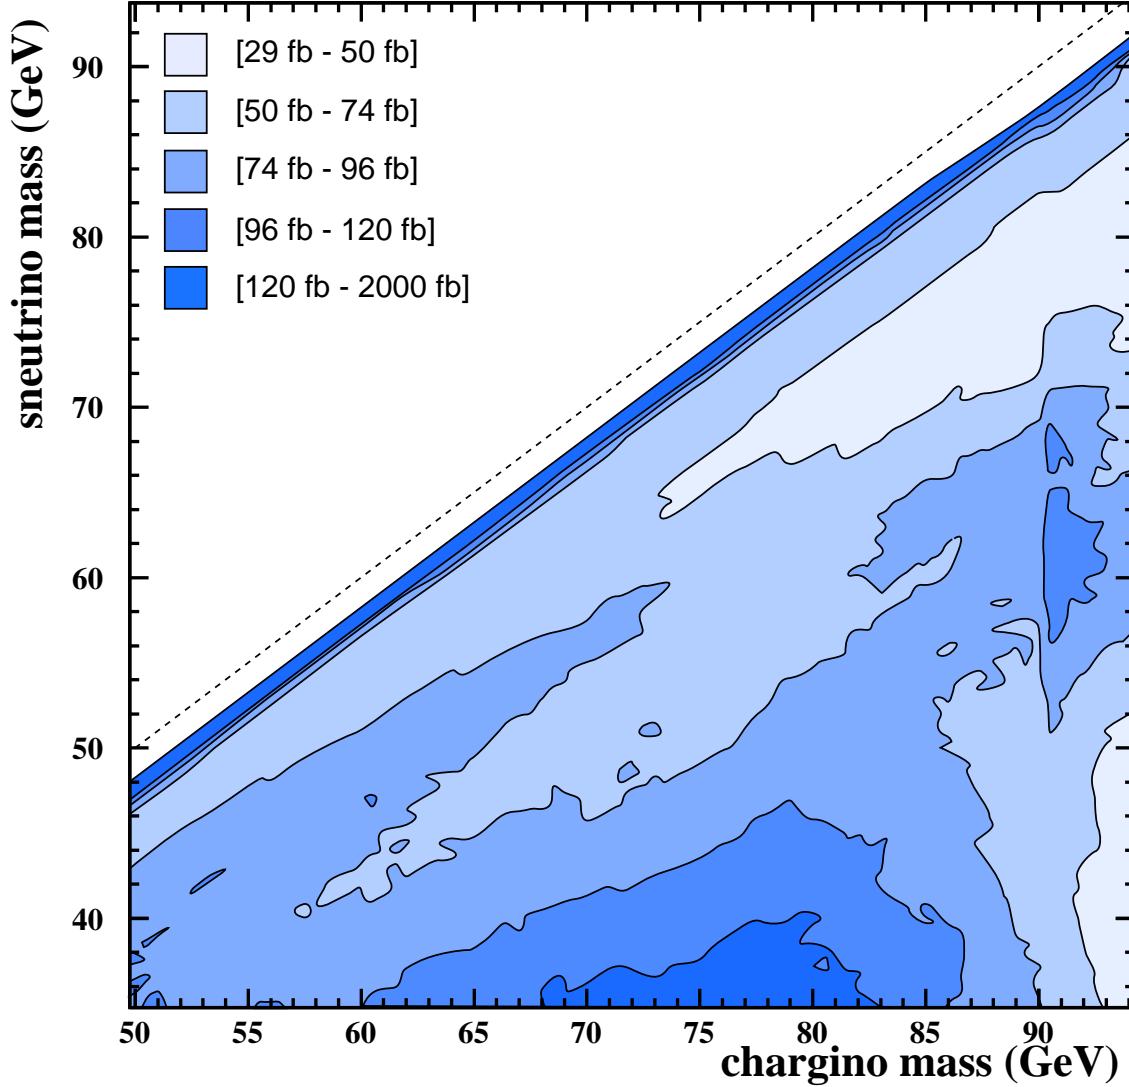 sneutrino mass (GeV)
[29 fb - 50 fb]
[50 fb - 74 fb]
[74 fb - 96 fb]
[96 fb - 120 fb]
[120 fb - 2000 fb]
90
80
70
60
50
40
50 55 60 65 70 75 80 85 90
chargino mass (GeV)